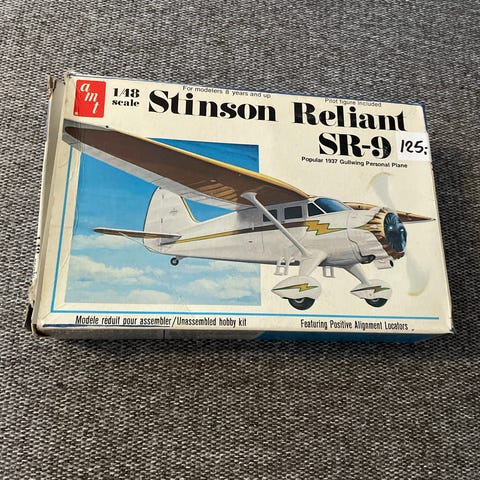 amt
1/48
scale
For modelers 8 years and up
Pilot figure included
Stinson Reliant
SR-9
125:-
Popular 1937 Gullwing Personal Plane
Modèle réduit pour assembler/Unassembled hobby kit
Featuring Positive Alignment Locators